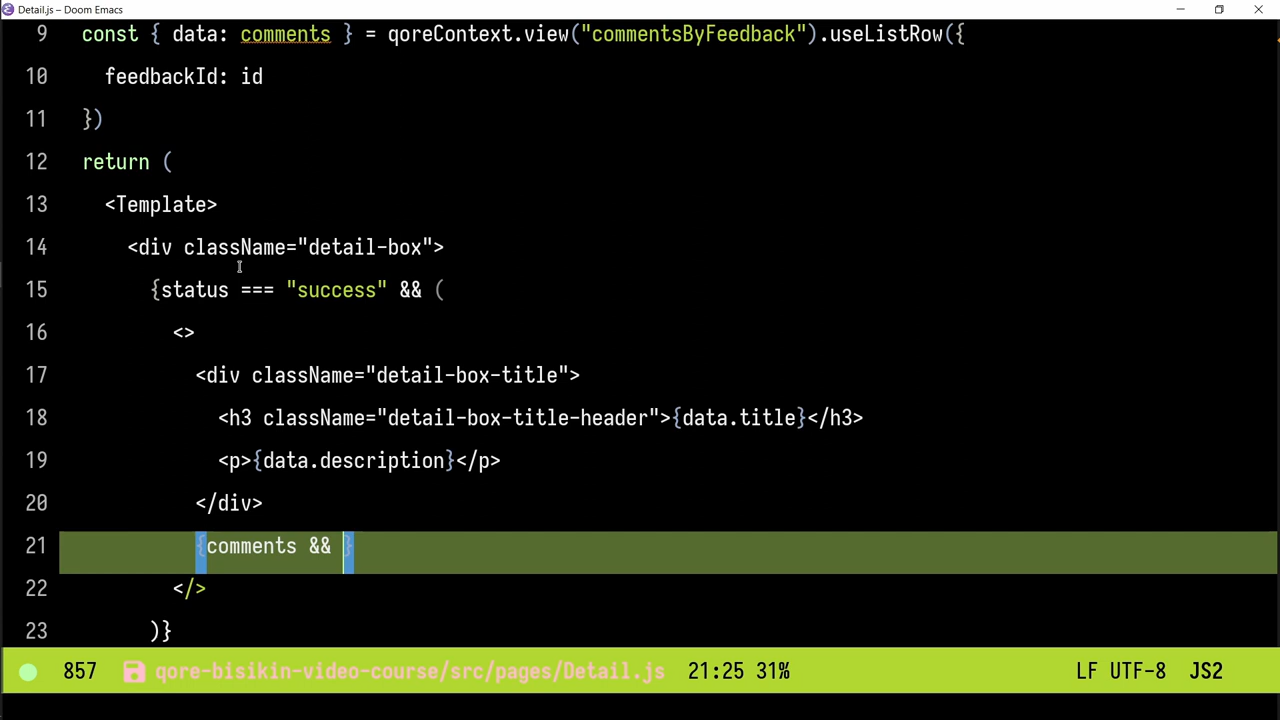 Detail.js – Doom Emacs
9 const { data: comments } = qoreContext.view("commentsByFeedback").useListRow({
10 feedbackId: id
11 })
12 return (
13 <Template>
14 <div className="detail-box">
15 {status === "success" && (
16 <>
17 <div className="detail-box-title">
18 <h3 className="detail-box-title-header">{data.title}</h3>
19 <p>{data.description}</p>
20 </div>
21 {comments && }
22 </>
23 )}
857 qore-bisikin-video-course/src/pages/Detail.js 21:25 31% LF UTF-8 JS2